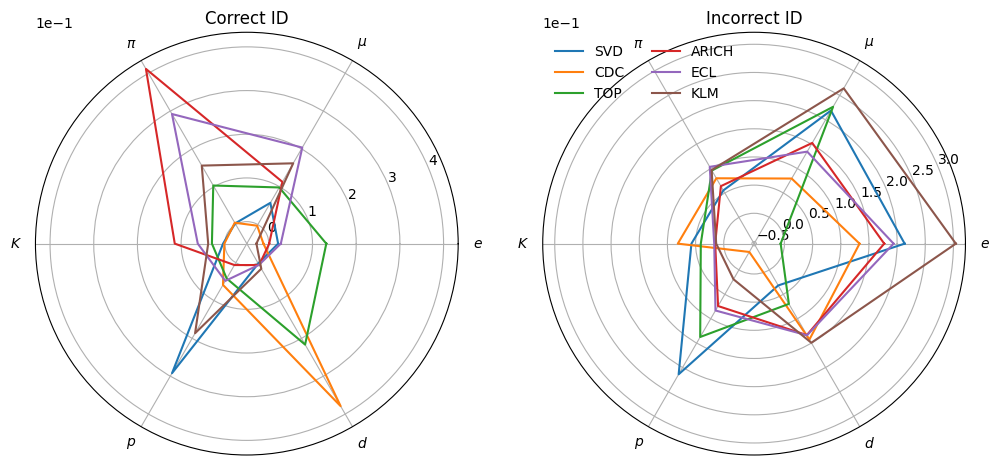 Correct ID
1e−1
π
μ
K
e
p
d
0
1
2
3
4
Incorrect ID
1e−1
SVD
CDC
TOP
ARICH
ECL
KLM
π
μ
K
e
p
d
−0.5
0.0
0.5
1.0
1.5
2.0
2.5
3.0